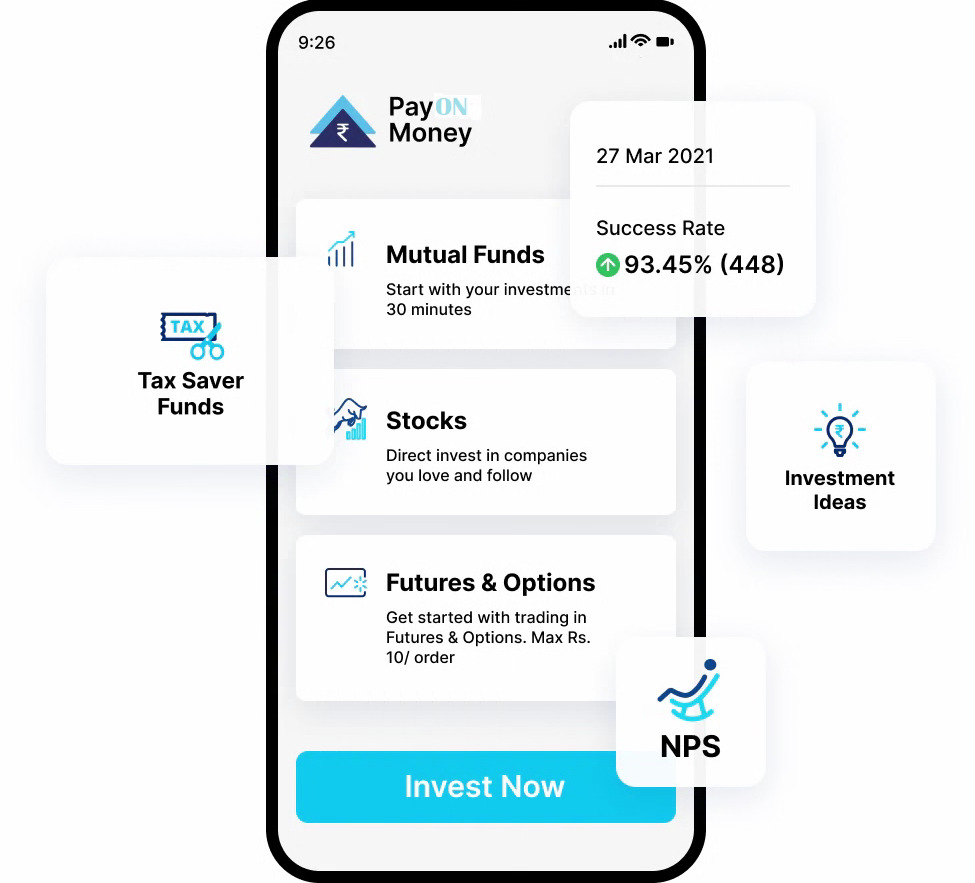 9:26
PayON
Money
₹
27 Mar 2021
Success Rate
93.45% (448)
Mutual Funds
Start with your investments in
30 minutes
TAX
Tax Saver
Funds
Stocks
Direct invest in companies
you love and follow
₹
Investment
Ideas
Futures & Options
Get started with trading in
Futures & Options. Max Rs.
10/ order
NPS
Invest Now